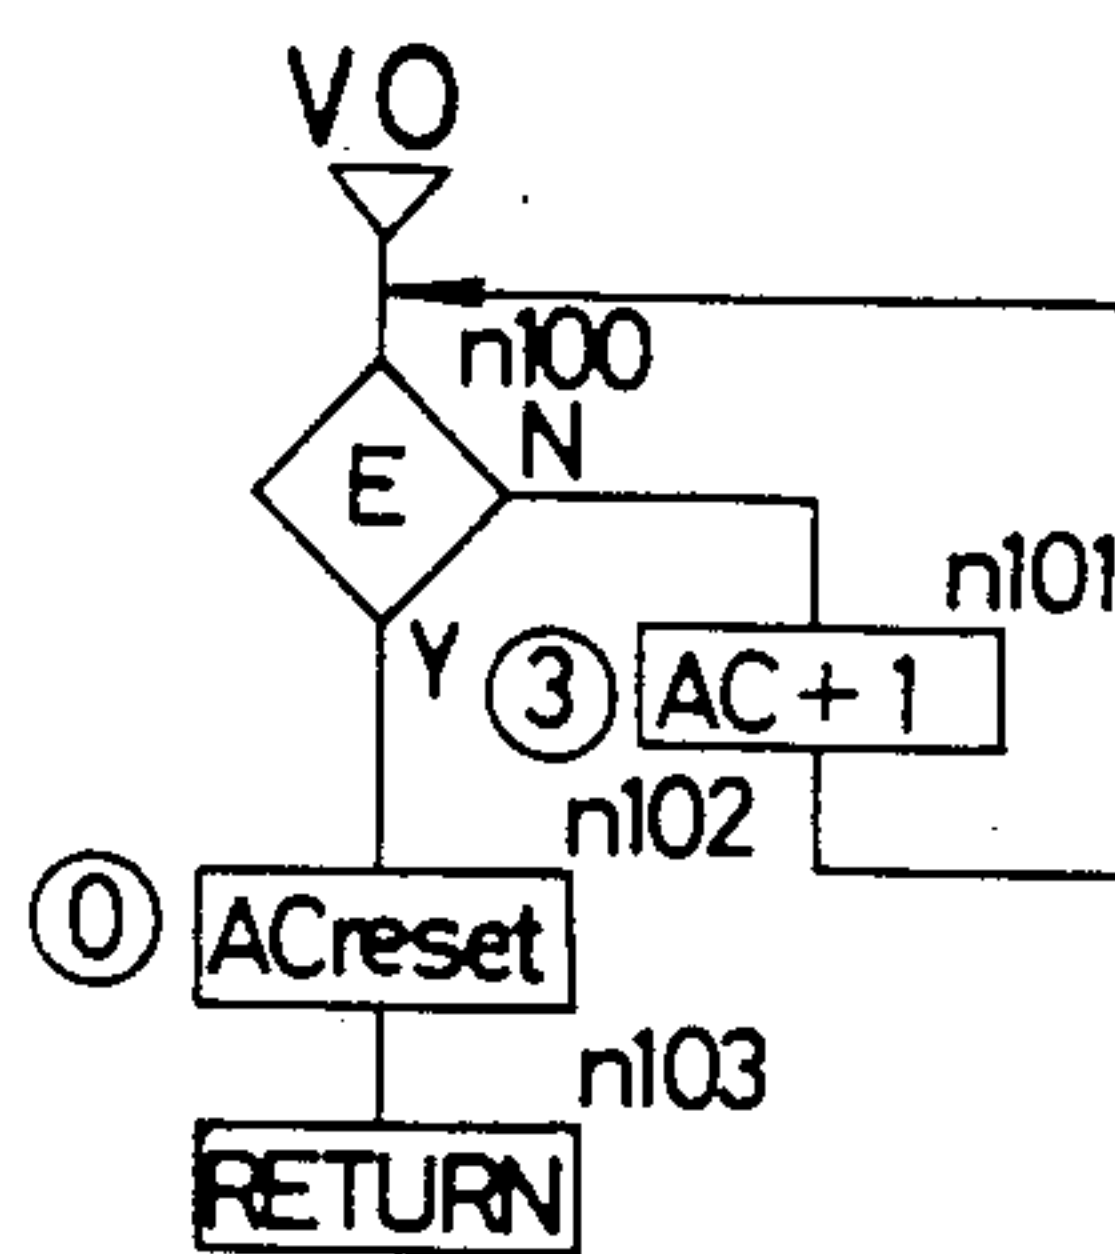 VO
n100
N
E
n101
Y
3
AC + 1
n102
0
ACreset
n103
RETURN